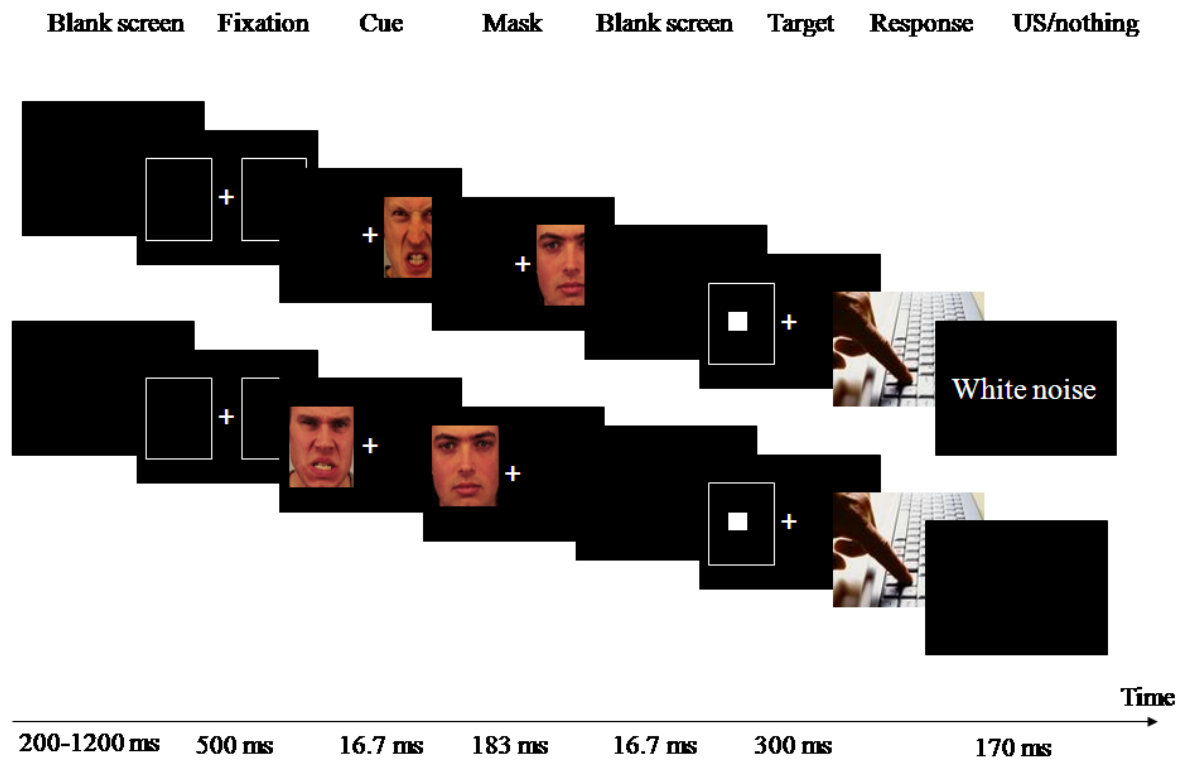 Blank screen Fixation Cue Mask Blank screen Target Response US/nothing
+
+
+
+
White noise
+
+
+
+
Time
200-1200 ms 500 ms 16.7 ms 183 ms 16.7 ms 300 ms 170 ms